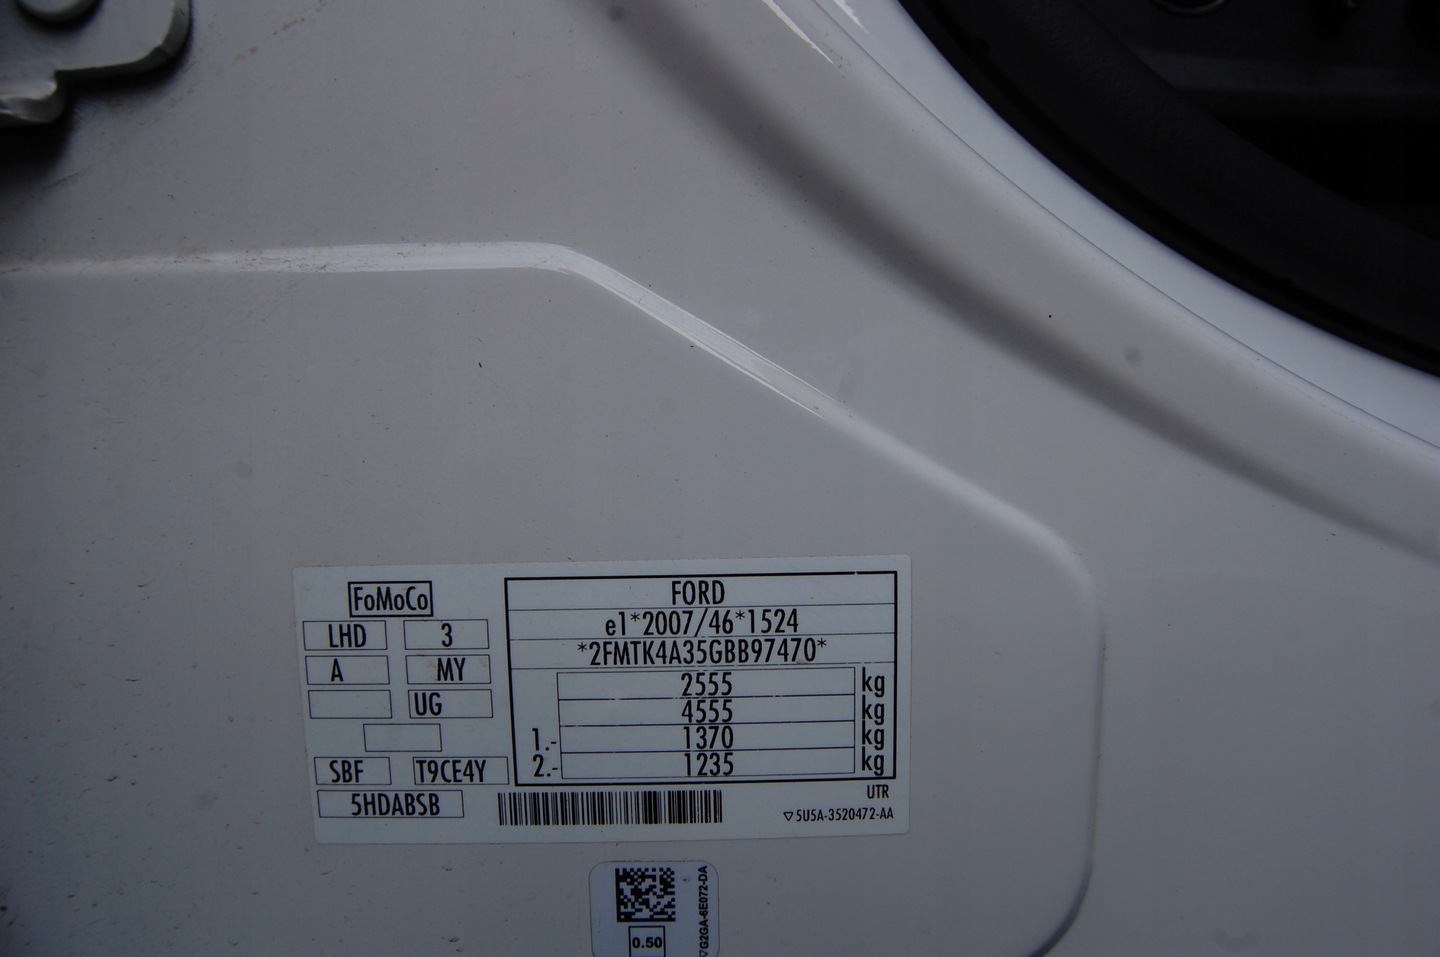 FoMoCo
LHD 3
A MY
UG
SBF T9CE4Y
5HDABSB
FORD
e1*2007/46*1524
*2FMTK4A35GBB97470*
2555 kg
4555 kg
1.- 1370 kg
2.- 1235 kg
UTR
▽5U5A-3520472-AA
0.50
▽G2GA-6E072-DA